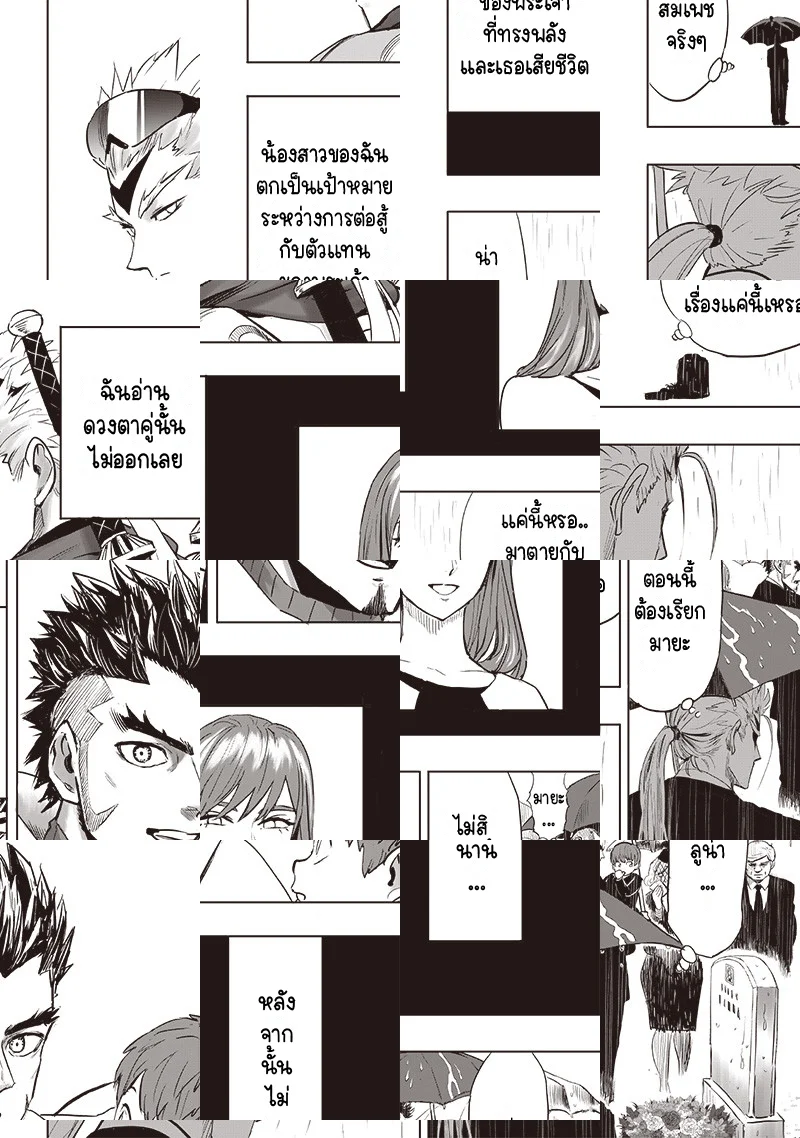 ของพระเจ้า
ที่ทรงพลัง
และเธอเสียชีวิต
สมเพช
จริงๆ
น้องสาวของฉัน
ตกเป็นเป้าหมาย
ระหว่างการต่อสู้
กับตัวแทน
น่า
เรื่องแค่นี้เหรอ
ฉันอ่าน
ดวงตาคู่นั้น
ไม่ออกเลย
แค่นี้หรอ..
มาตายกับ
ตอนนี้
ต้องเรียก
มายะ
มายะ
...
ไม่สิ
นานั
...
ลูน่า
...
หลัง
จาก
นั้น
ไม่